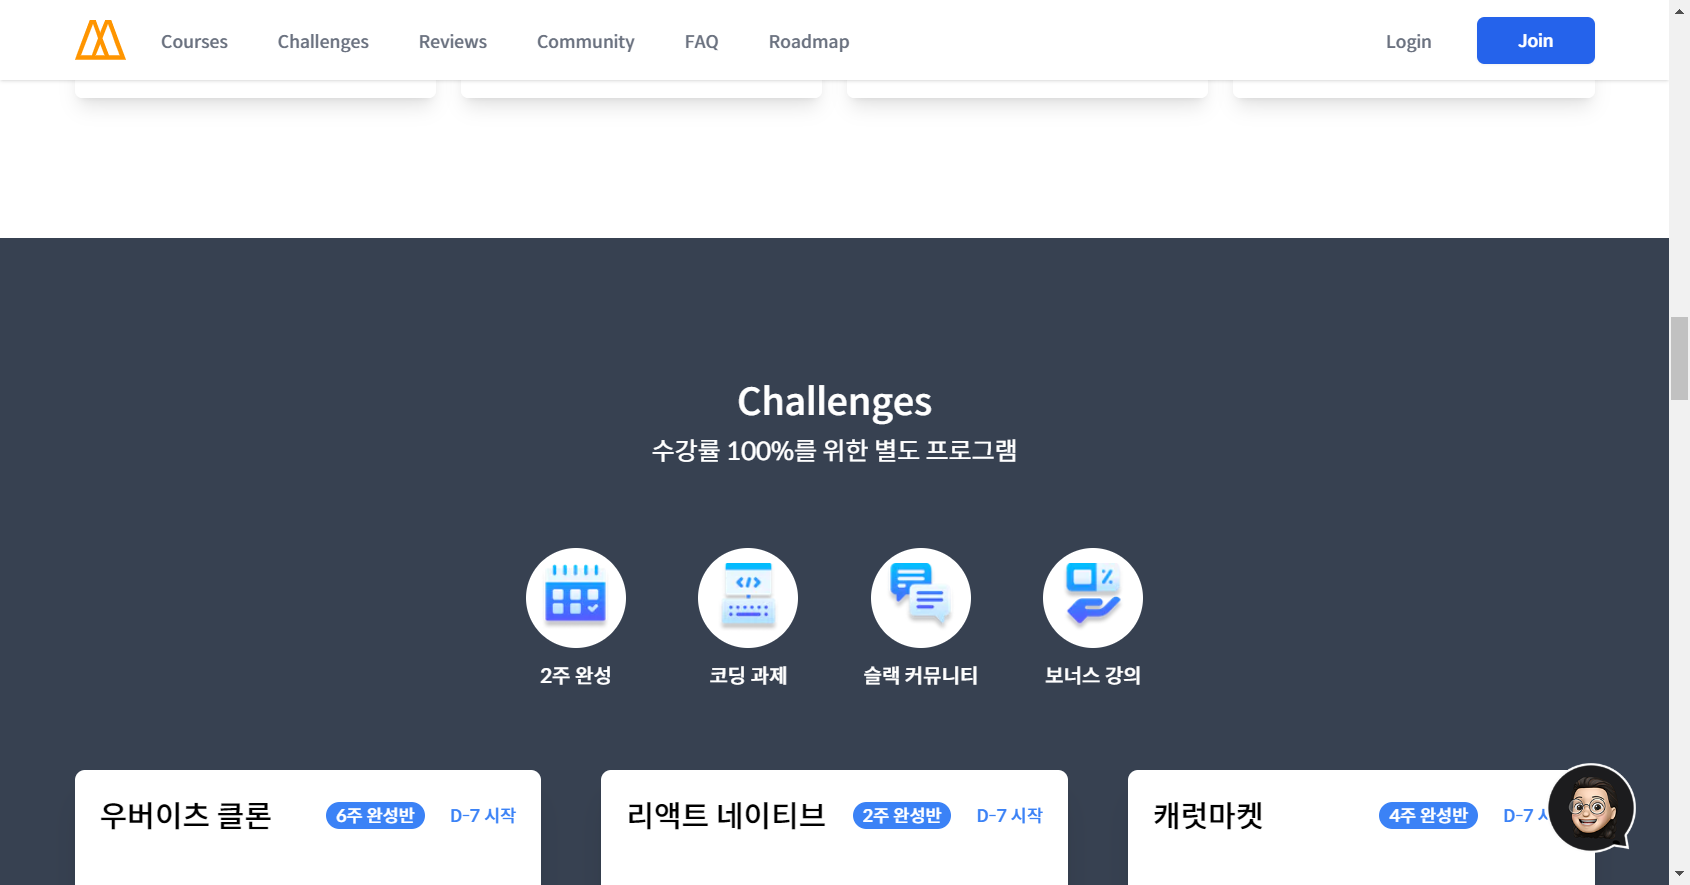 Courses Challenges Reviews Community FAQ Roadmap Login Join
Challenges
수강률 100%를 위한 별도 프로그램
2주 완성 코딩 과제 슬랙 커뮤니티 보너스 강의
우버이츠 클론 6주 완성반 D-7 시작
리액트 네이티브 2주 완성반 D-7 시작
캐럿마켓 4주 완성반 D-7